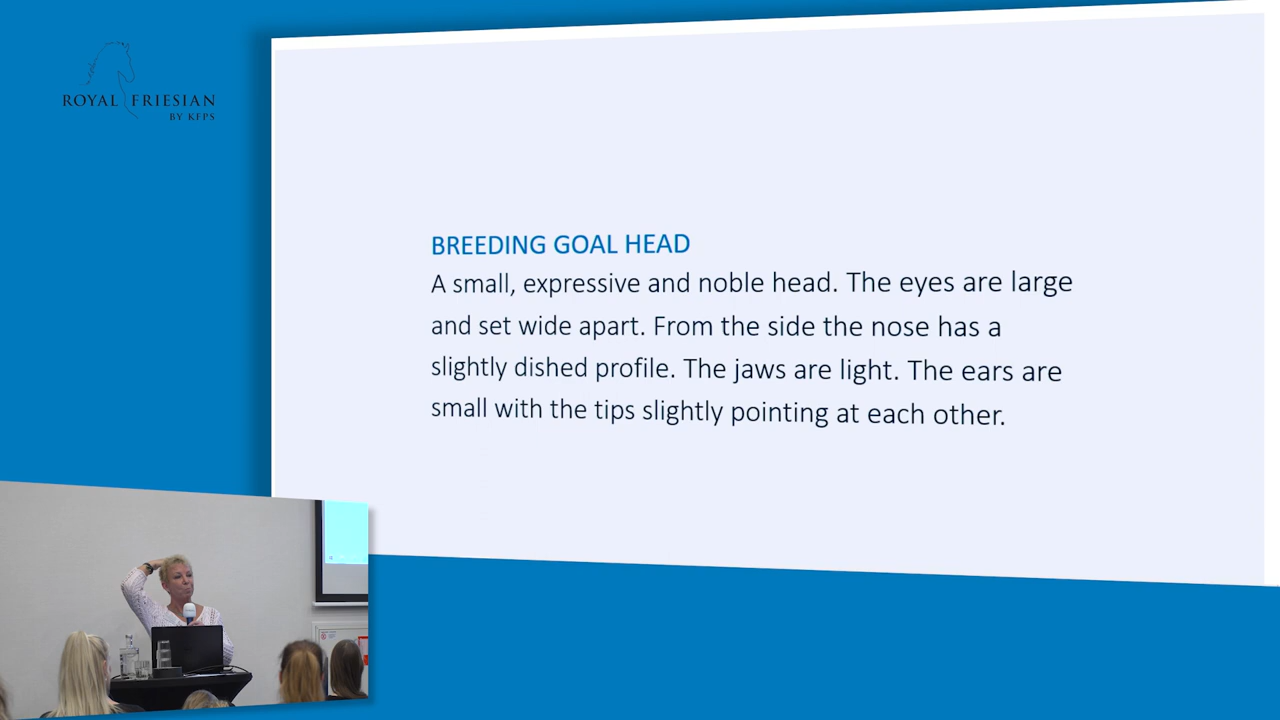 ROYAL FRIESIAN
BY KFPS
BREEDING GOAL HEAD
A small, expressive and noble head. The eyes are large
and set wide apart. From the side the nose has a
slightly dished profile. The jaws are light. The ears are
small with the tips slightly pointing at each other.